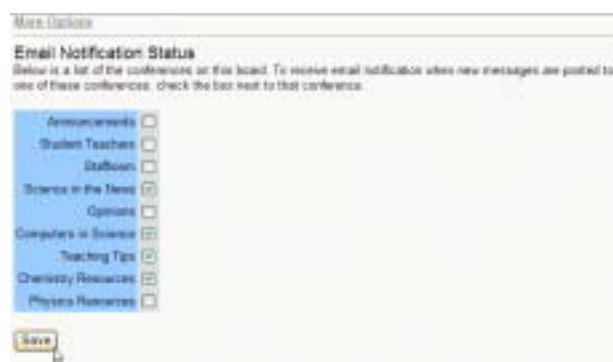 More Options
Email Notification Status
Below is a list of the conferences on this board. To receive email notification when new messages are posted to
one of these conferences, check the box next to that conference.
Announcements
Student Teachers
Staffroom
Science in the News
Opinions
Computers in Science
Teaching Tips
Chemistry Resources
Physics Resources
Save